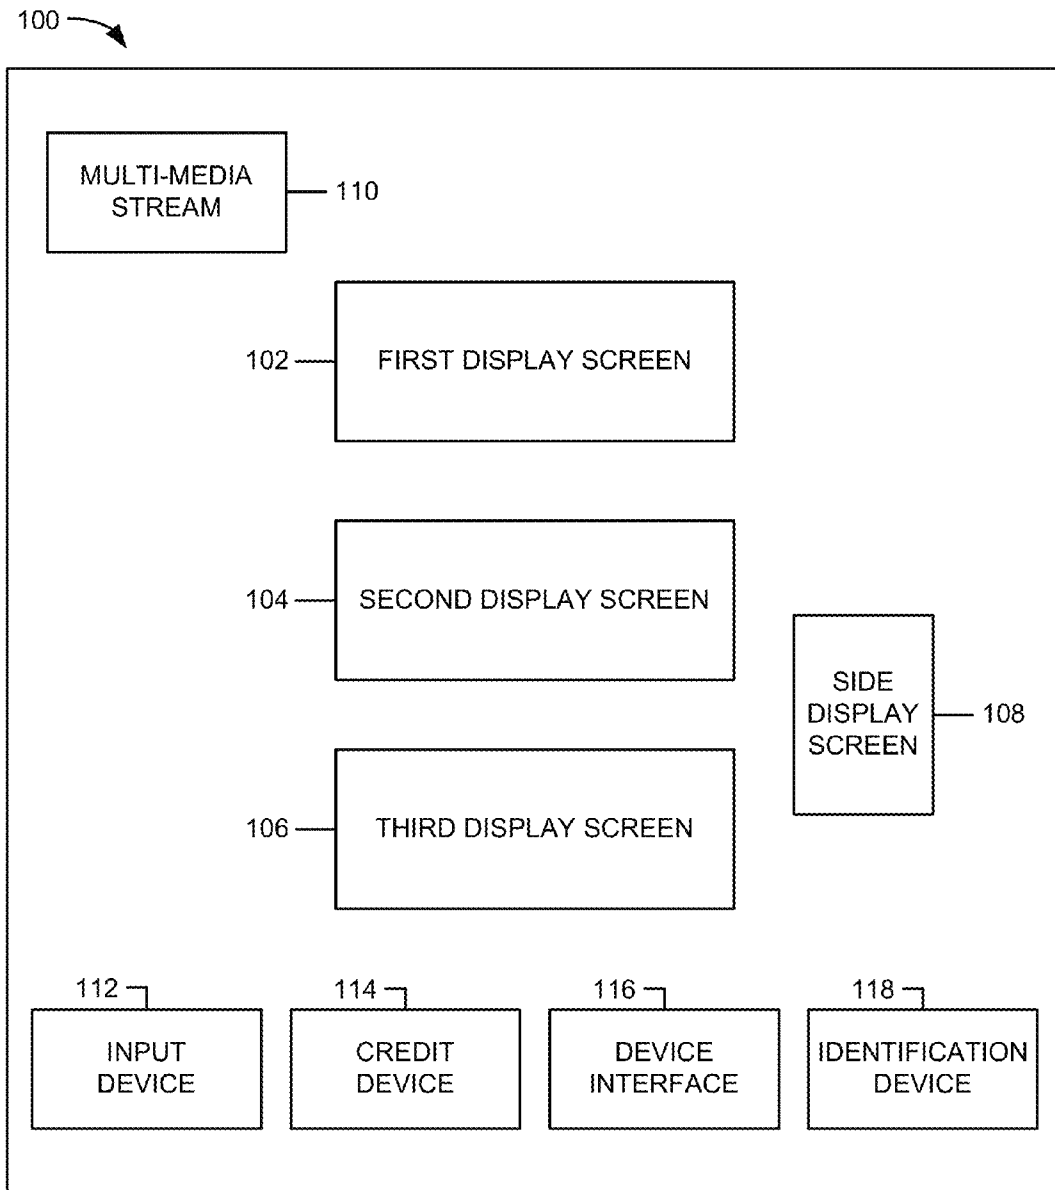 100
MULTI-MEDIA
STREAM
110
102
FIRST DISPLAY SCREEN
104
SECOND DISPLAY SCREEN
SIDE
DISPLAY
SCREEN
108
106
THIRD DISPLAY SCREEN
112
INPUT
DEVICE
114
CREDIT
DEVICE
116
DEVICE
INTERFACE
118
IDENTIFICATION
DEVICE